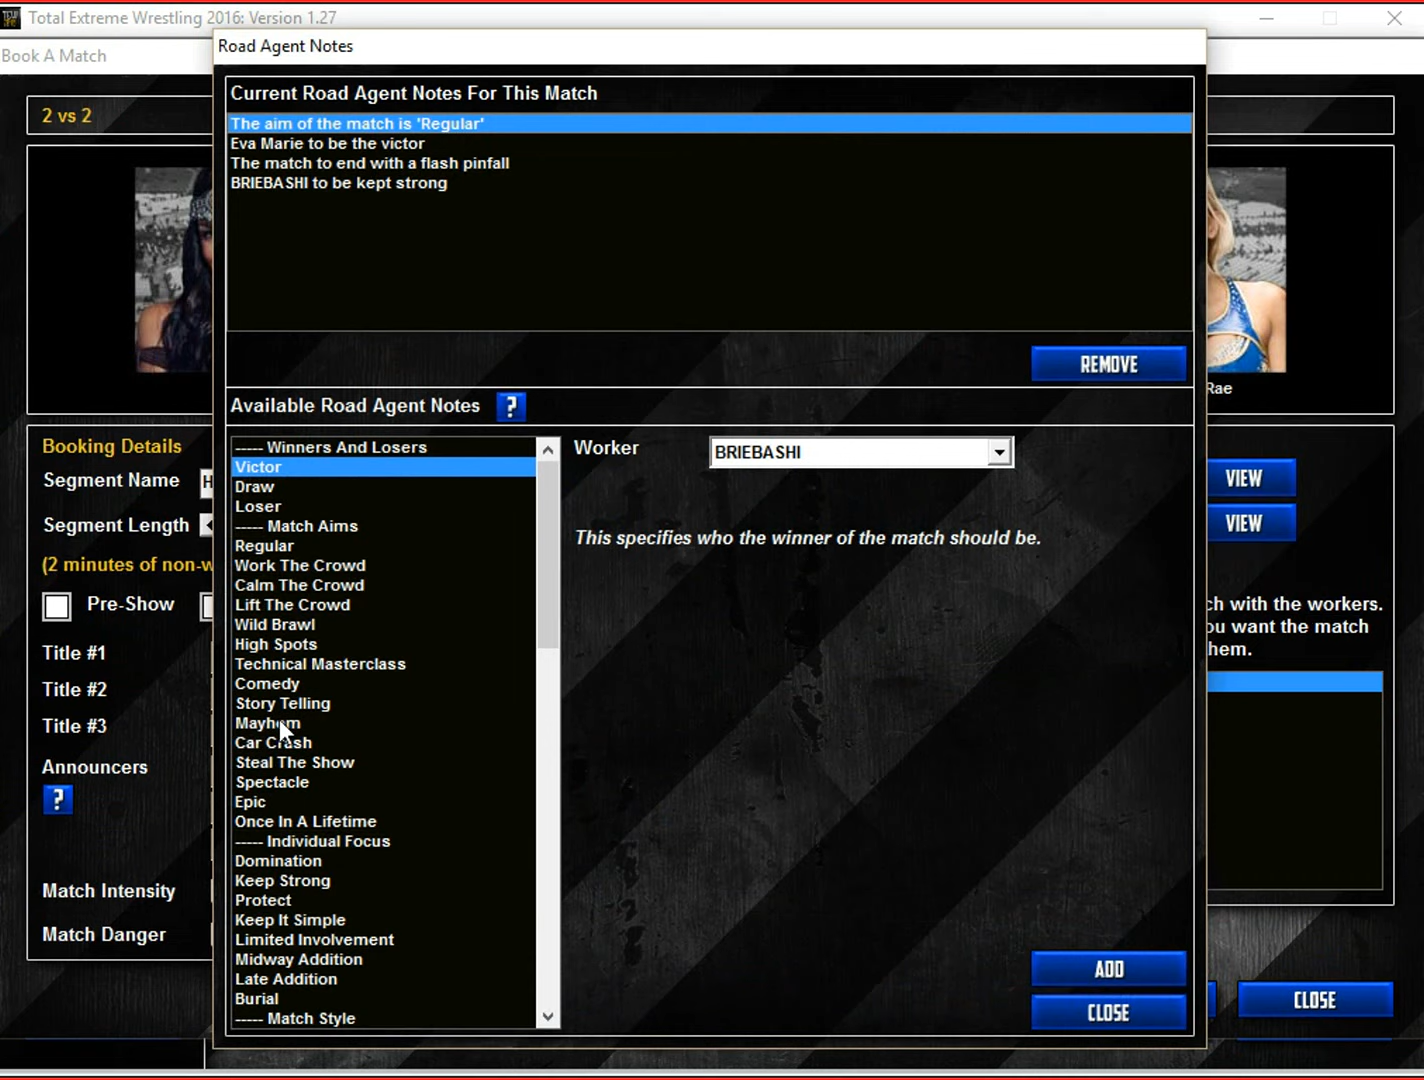 Total Extreme Wrestling 2016: Version 1.27
Book A Match
Road Agent Notes
2 vs 2
Current Road Agent Notes For This Match
The aim of the match is 'Regular'
Eva Marie to be the victor
The match to end with a flash pinfall
BRIEBASHI to be kept strong
REMOVE
Rae
Available Road Agent Notes ?
----- Winners And Losers
Victor
Draw
Loser
----- Match Aims
Regular
Work The Crowd
Calm The Crowd
Lift The Crowd
Wild Brawl
High Spots
Technical Masterclass
Comedy
Story Telling
Mayhem
Car Crash
Steal The Show
Spectacle
Epic
Once In A Lifetime
----- Individual Focus
Domination
Keep Strong
Protect
Keep It Simple
Limited Involvement
Midway Addition
Late Addition
Burial
----- Match Style
Worker BRIEBASHI
This specifies who the winner of the match should be.
ADD
CLOSE
Booking Details
Segment Name H
Segment Length
(2 minutes of non-w
Pre-Show
Title #1
Title #2
Title #3
Announcers
?
Match Intensity
Match Danger
VIEW
VIEW
ch with the workers.
ou want the match
hem.
CLOSE